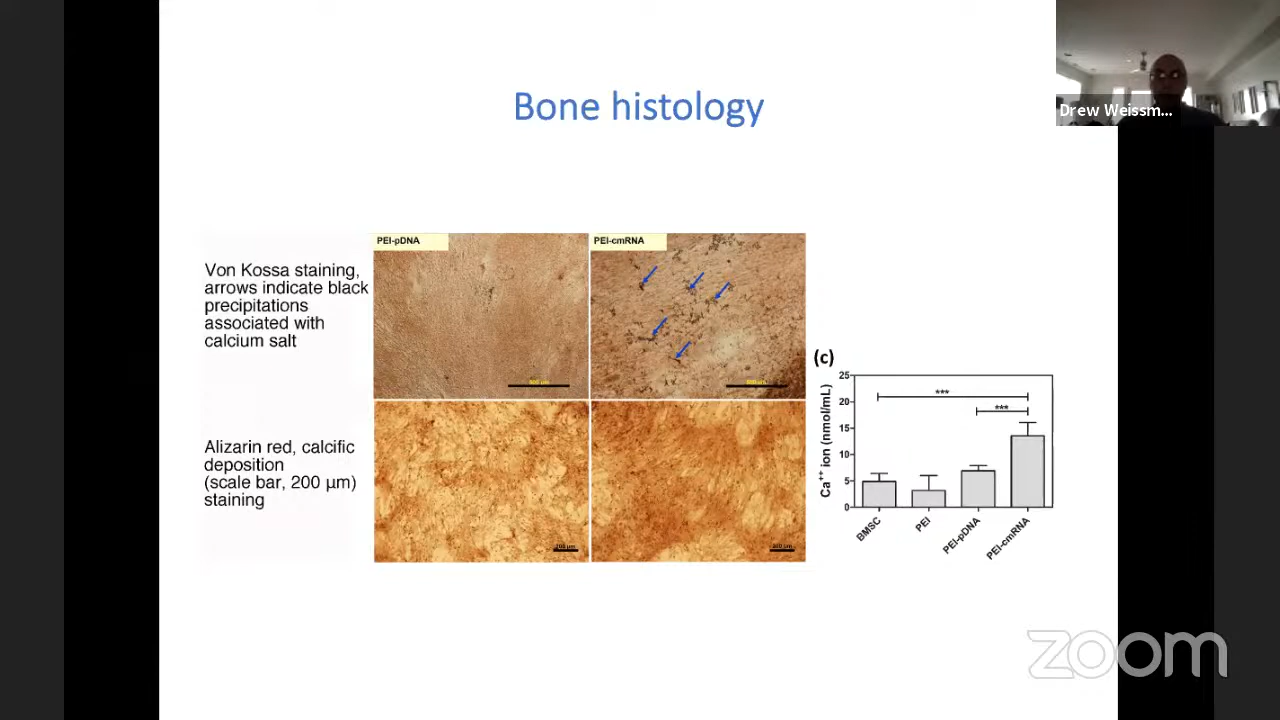 Bone histology
Drew Weissm...
PEI-pDNA
PEI-cmRNA
Von Kossa staining,
arrows indicate black
precipitations
associated with
calcium salt
Alizarin red, calcific
deposition
(scale bar, 200 µm)
staining
(c)
Ca++ ion (nmol/mL)
25
20
15
10
5
0
***
***
BMSC
PEI
PEI-pDNA
PEI-cmRNA
zoom